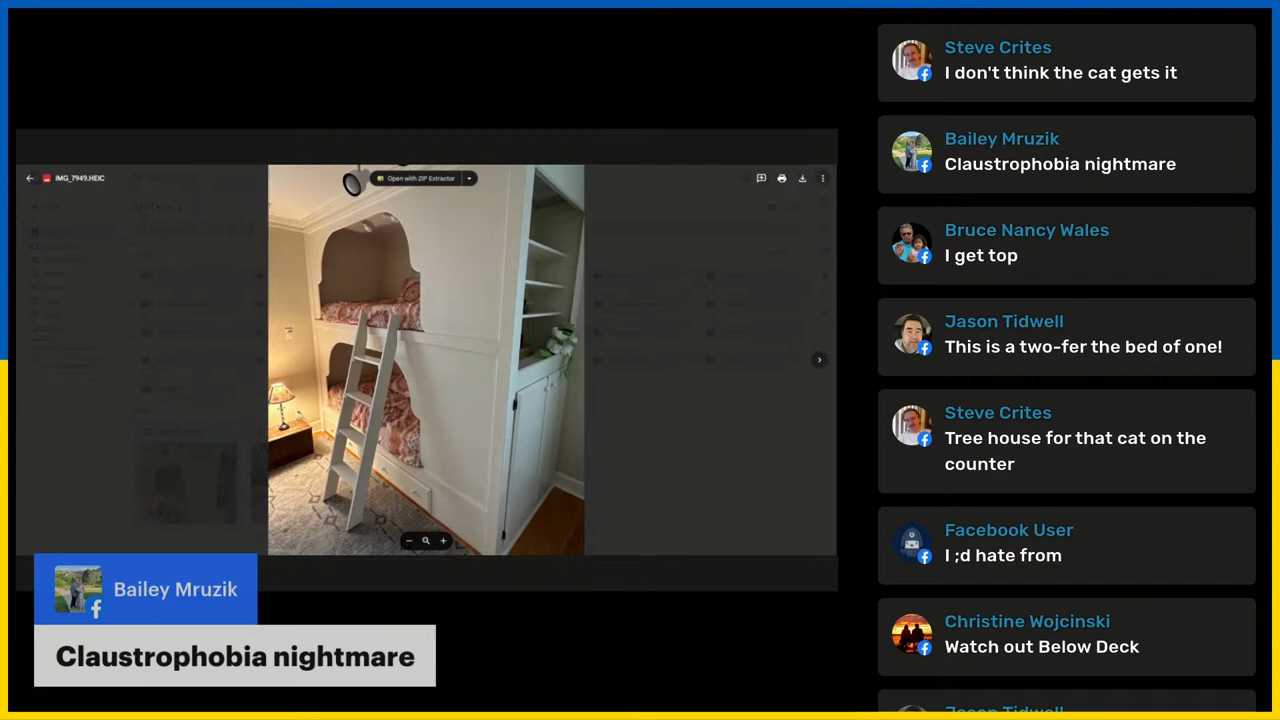 IMG_7949.HEIC
Open with ZIP Extractor
Bailey Mruzik
Claustrophobia nightmare
Steve Crites
I don't think the cat gets it
Bailey Mruzik
Claustrophobia nightmare
Bruce Nancy Wales
I get top
Jason Tidwell
This is a two-fer the bed of one!
Steve Crites
Tree house for that cat on the
counter
Facebook User
I ;d hate from
Christine Wojcinski
Watch out Below Deck
Jason Tidwell